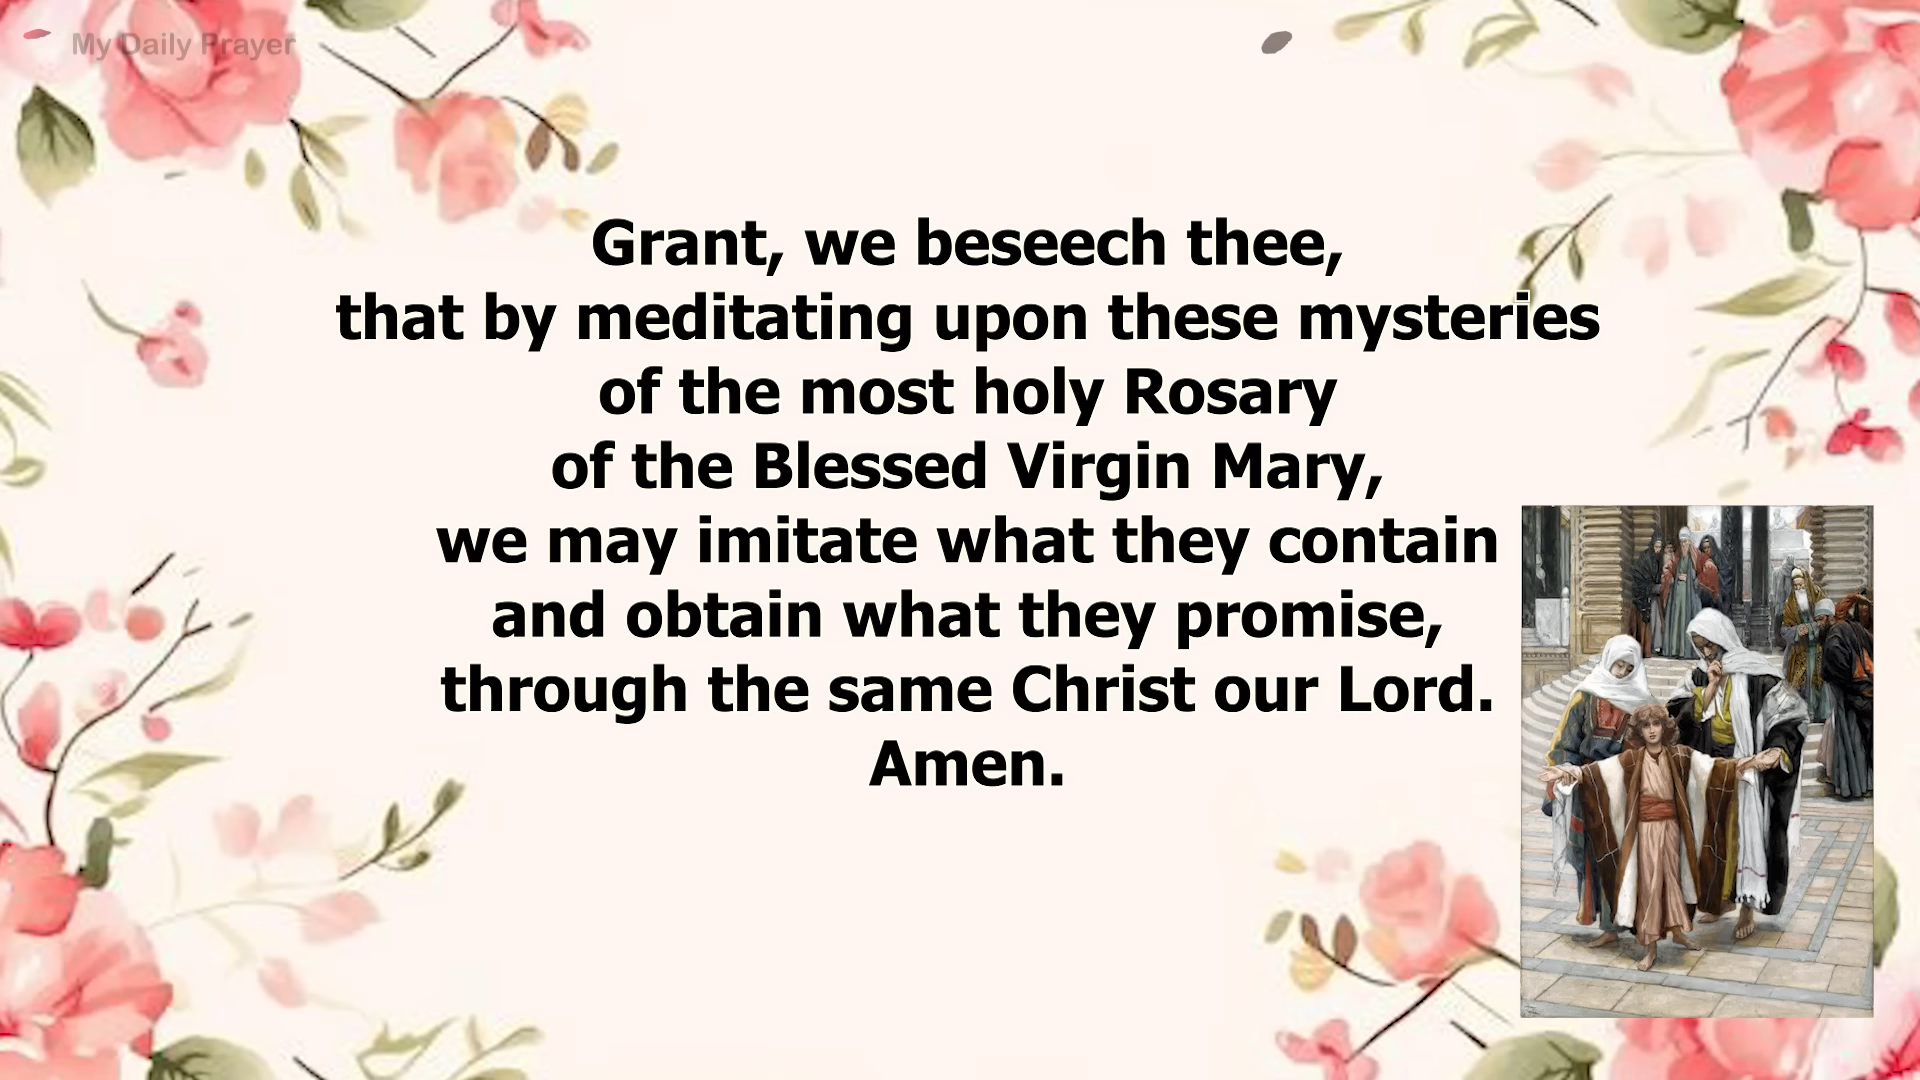 My Daily Prayer
Grant, we beseech thee,
that by meditating upon these mysteries
of the most holy Rosary
of the Blessed Virgin Mary,
we may imitate what they contain
and obtain what they promise,
through the same Christ our Lord.
Amen.